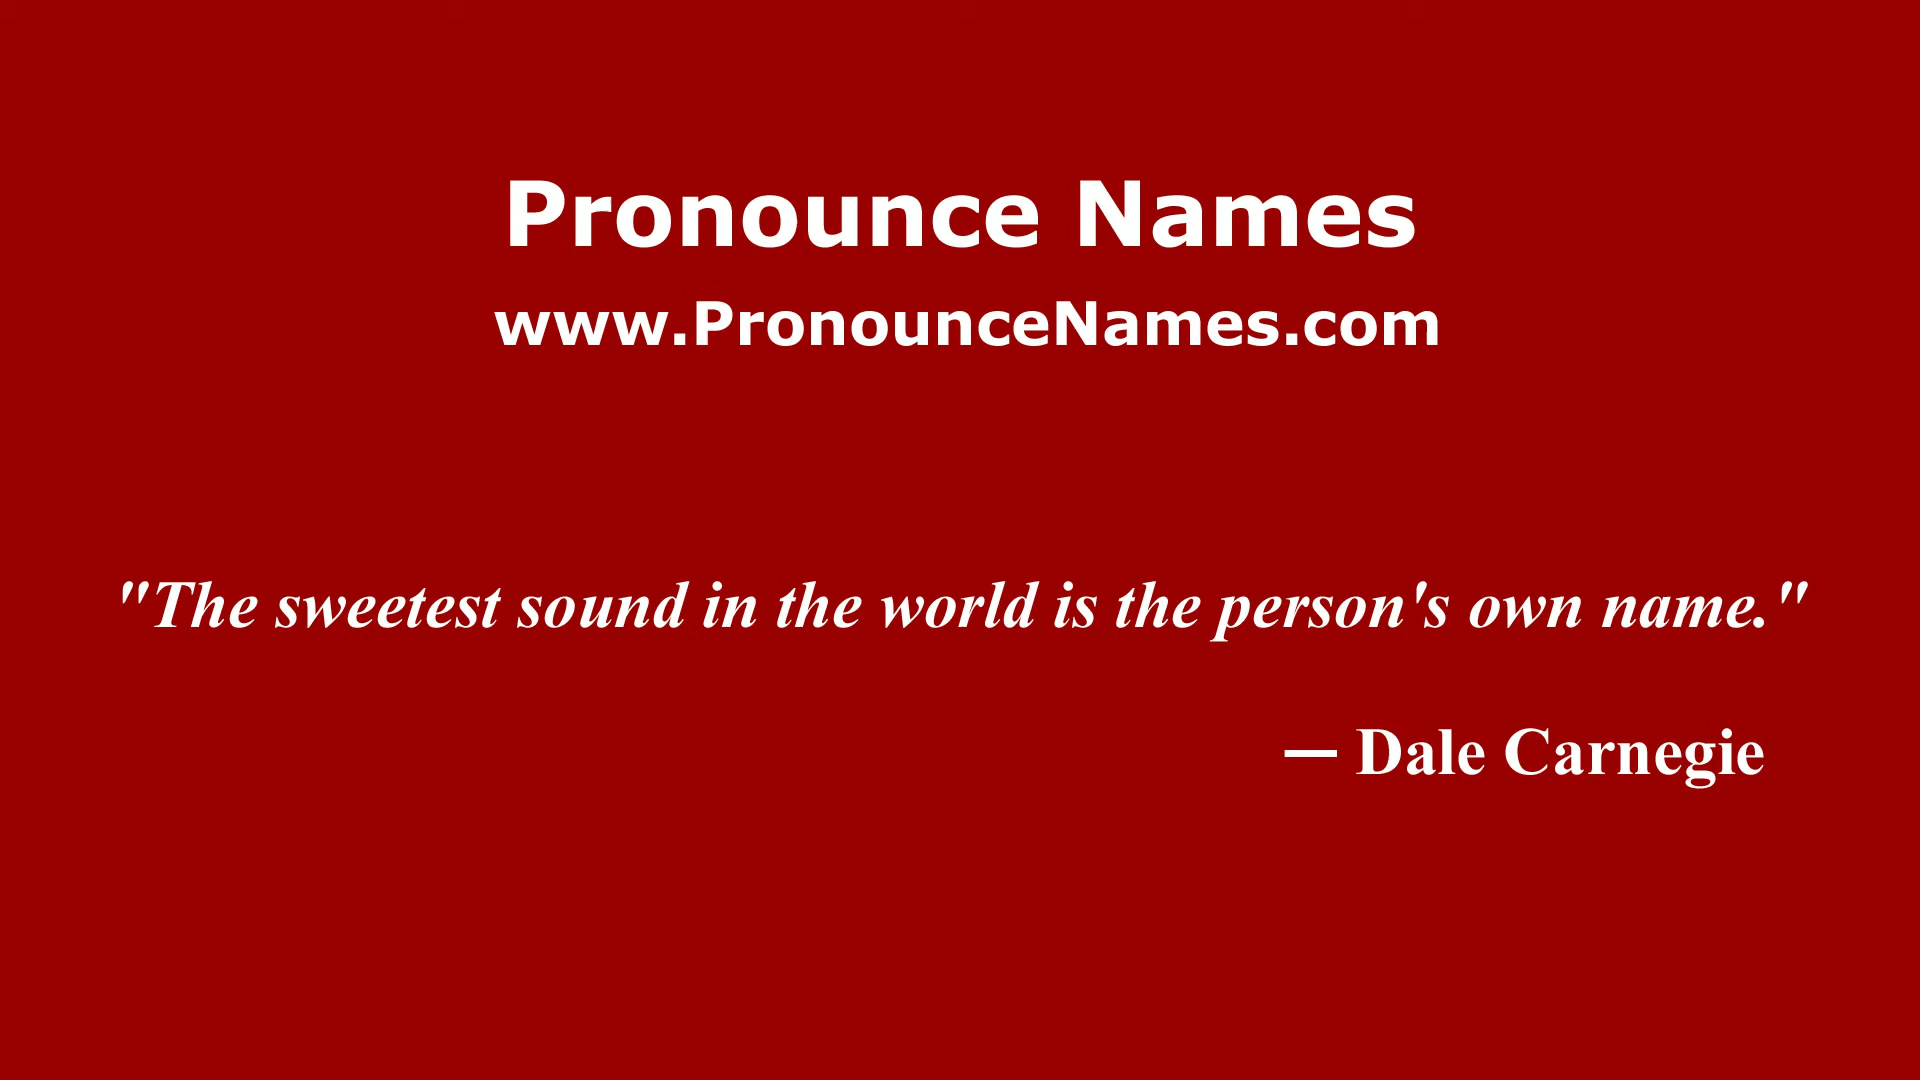 Pronounce Names
www.PronounceNames.com
"The sweetest sound in the world is the person's own name."
— Dale Carnegie